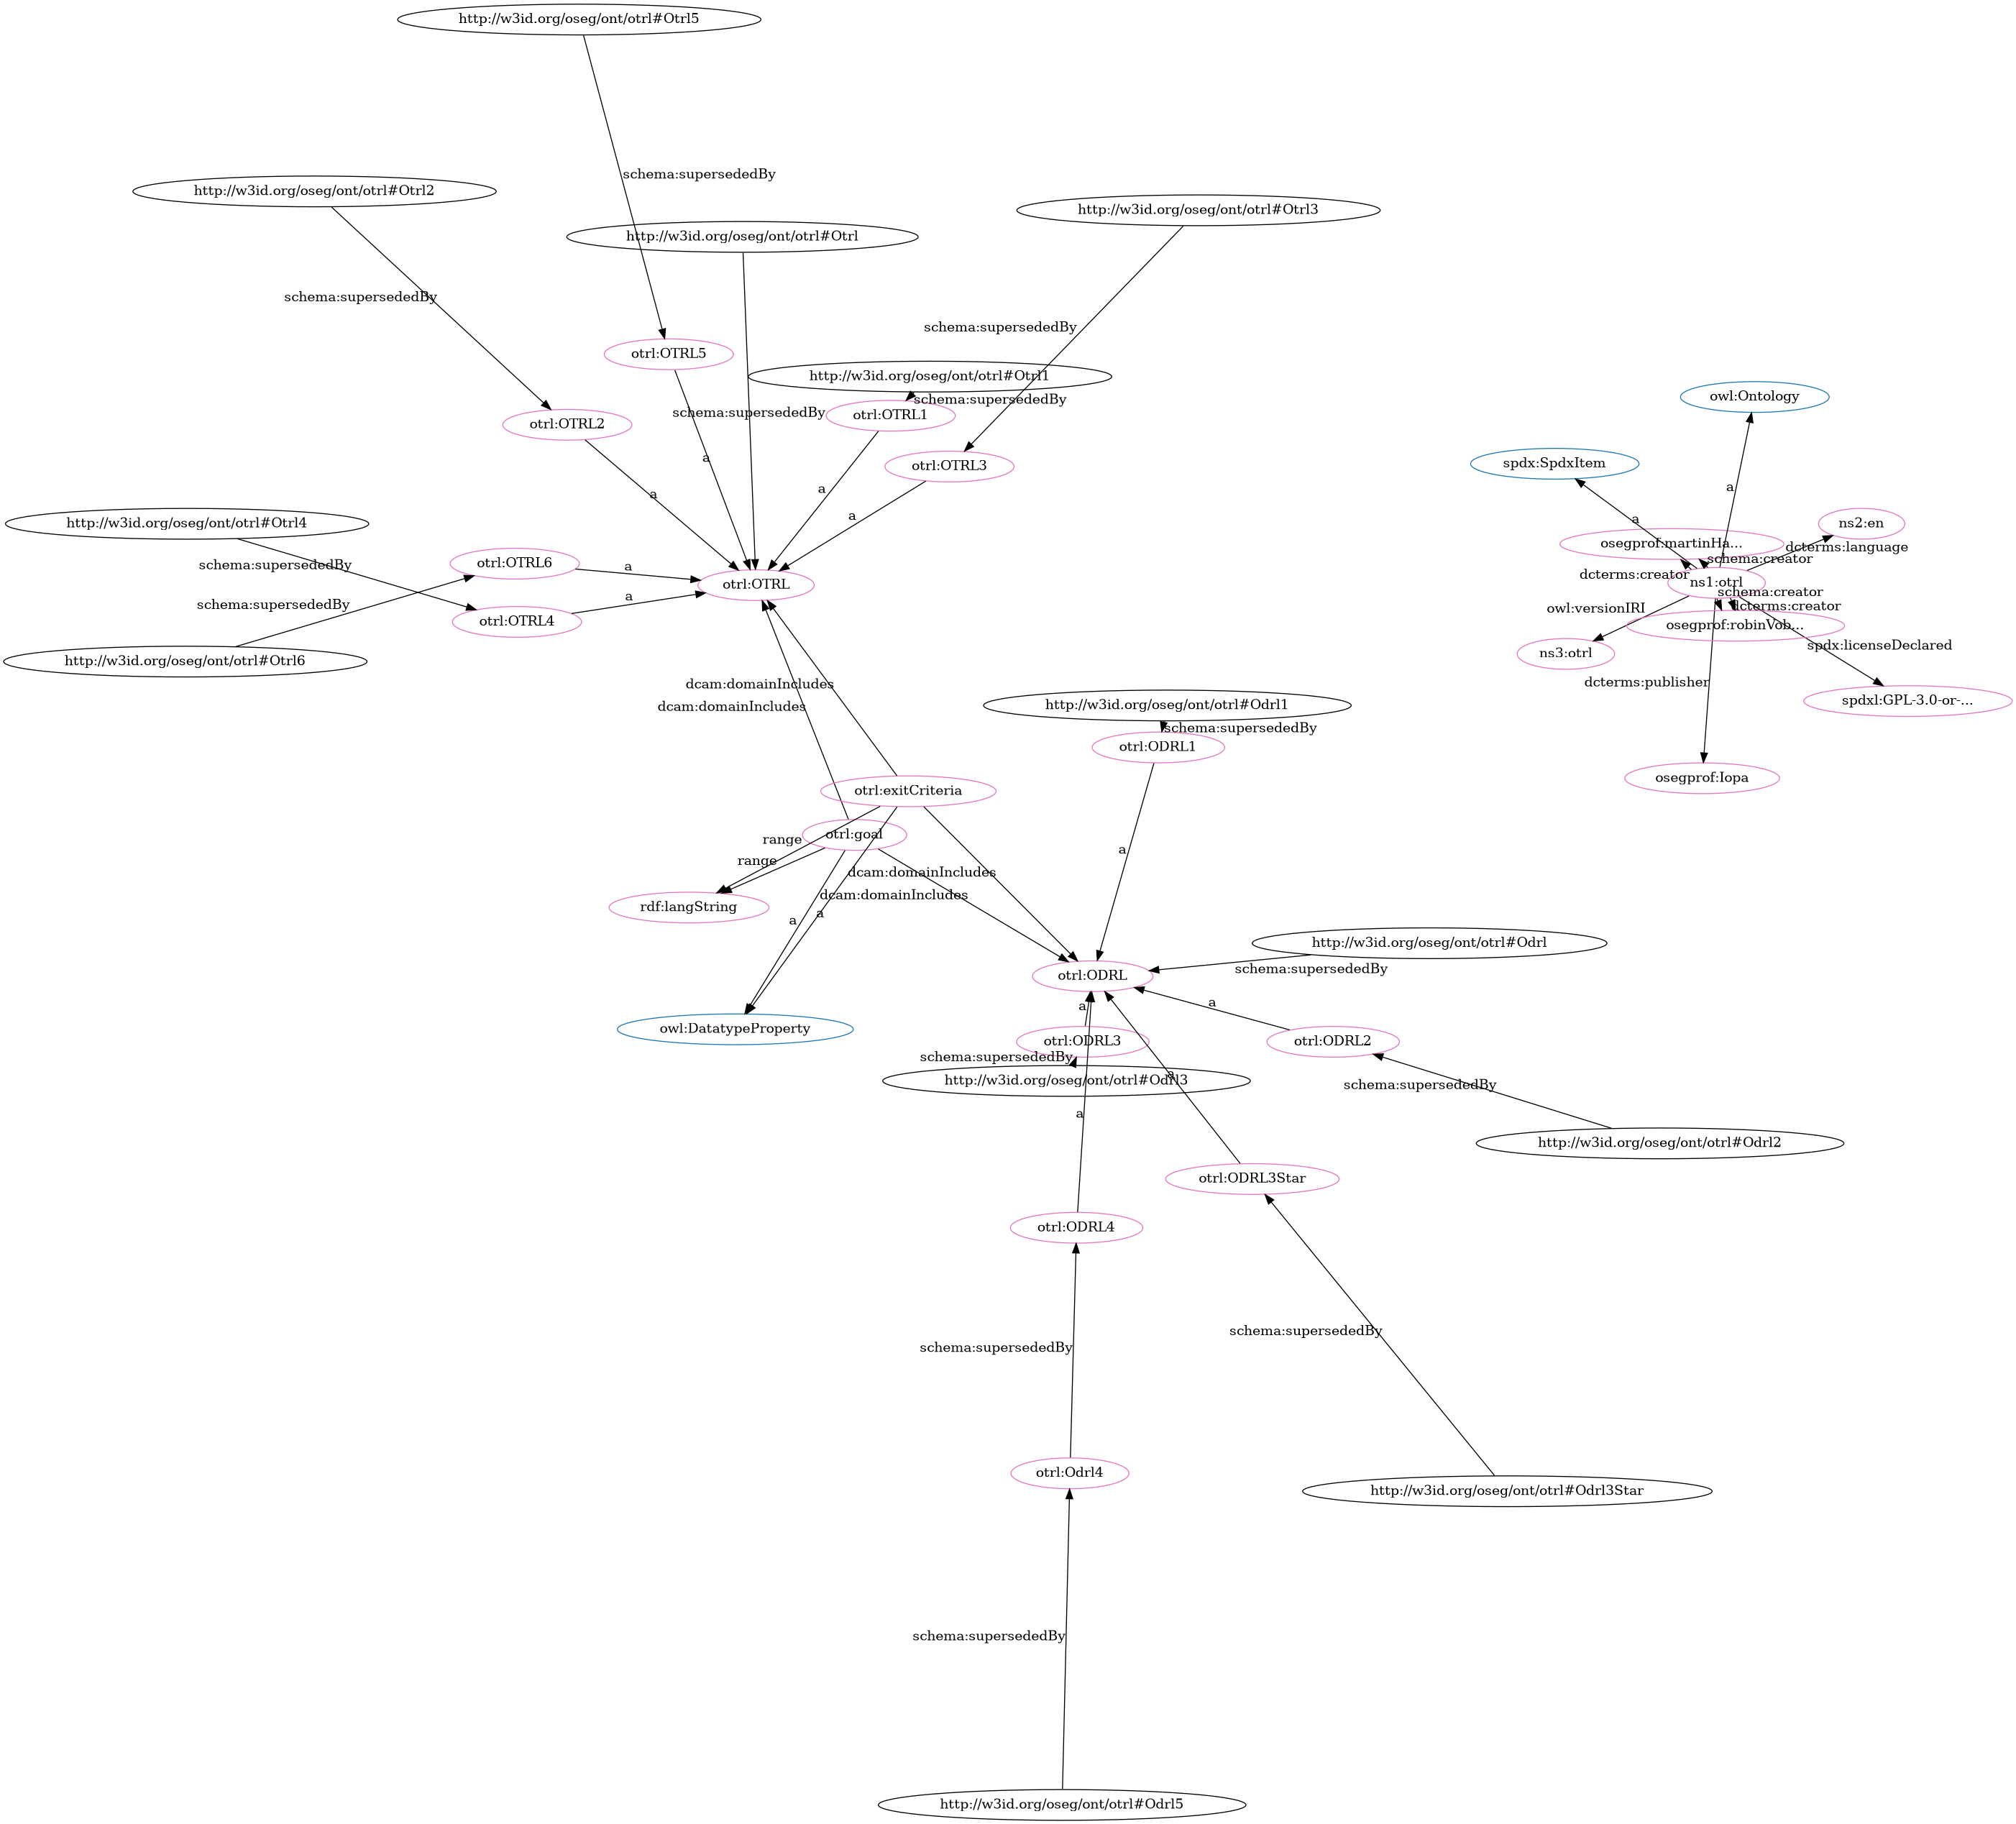 http://w3id.org/oseg/ont/otrl#Otrl5
schema:supersededBy
http://w3id.org/oseg/ont/otrl#Otrl2
http://w3id.org/oseg/ont/otrl#Otrl3
http://w3id.org/oseg/ont/otrl#Otrl
schema:supersededBy
schema:supersededBy
otrl:OTRL5
http://w3id.org/oseg/ont/otrl#Otrl1
schema:supersededBy
schema:supersededBy
otrl:OTRL1
otrl:OTRL2
a
otrl:OTRL3
a
a
a
http://w3id.org/oseg/ont/otrl#Otrl4
schema:supersededBy
otrl:OTRL6
a
otrl:OTRL
a
schema:supersededBy
otrl:OTRL4
http://w3id.org/oseg/ont/otrl#Otrl6
owl:Ontology
spdx:SpdxItem
a
a
ns2:en
osegprof:martinHa...
dcterms:language
schema:creator
dcterms:creator
ns1:otrl
schema:creator
dcterms:creator
owl:versionIRI
osegprof:robinVob...
spdx:licenseDeclared
ns3:otrl
dcterms:publisher
spdxl:GPL-3.0-or-...
osegprof:Iopa
dcam:domainIncludes
dcam:domainIncludes
http://w3id.org/oseg/ont/otrl#Odrl1
schema:supersededBy
otrl:ODRL1
otrl:exitCriteria
otrl:goal
range
a
range
dcam:domainIncludes
dcam:domainIncludes
rdf:langString
a
a
http://w3id.org/oseg/ont/otrl#Odrl
schema:supersededBy
otrl:ODRL
a
a
owl:DatatypeProperty
otrl:ODRL3
otrl:ODRL2
schema:supersededBy
a
http://w3id.org/oseg/ont/otrl#Odrl3
schema:supersededBy
a
http://w3id.org/oseg/ont/otrl#Odrl2
otrl:ODRL3Star
otrl:ODRL4
schema:supersededBy
schema:supersededBy
otrl:Odrl4
http://w3id.org/oseg/ont/otrl#Odrl3Star
schema:supersededBy
http://w3id.org/oseg/ont/otrl#Odrl5